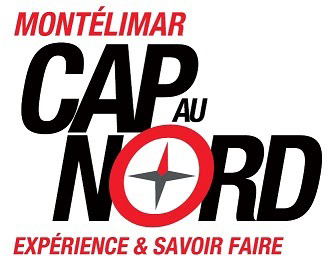 MONTÉLIMAR
CAP AU
NORD
EXPÉRIENCE & SAVOIR FAIRE